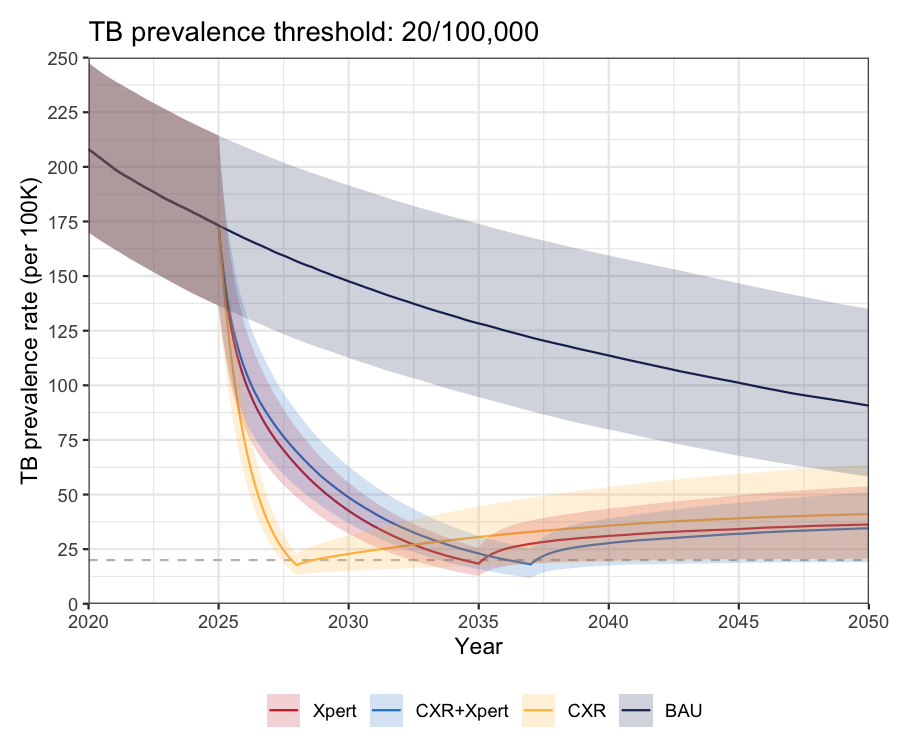 TB prevalence threshold: 20/100,000
TB prevalence rate (per 100K)
250
225
200
175
150
125
100
75
50
25
0
2020 2025 2030 2035 2040 2045 2050
Year
Xpert CXR+Xpert CXR BAU